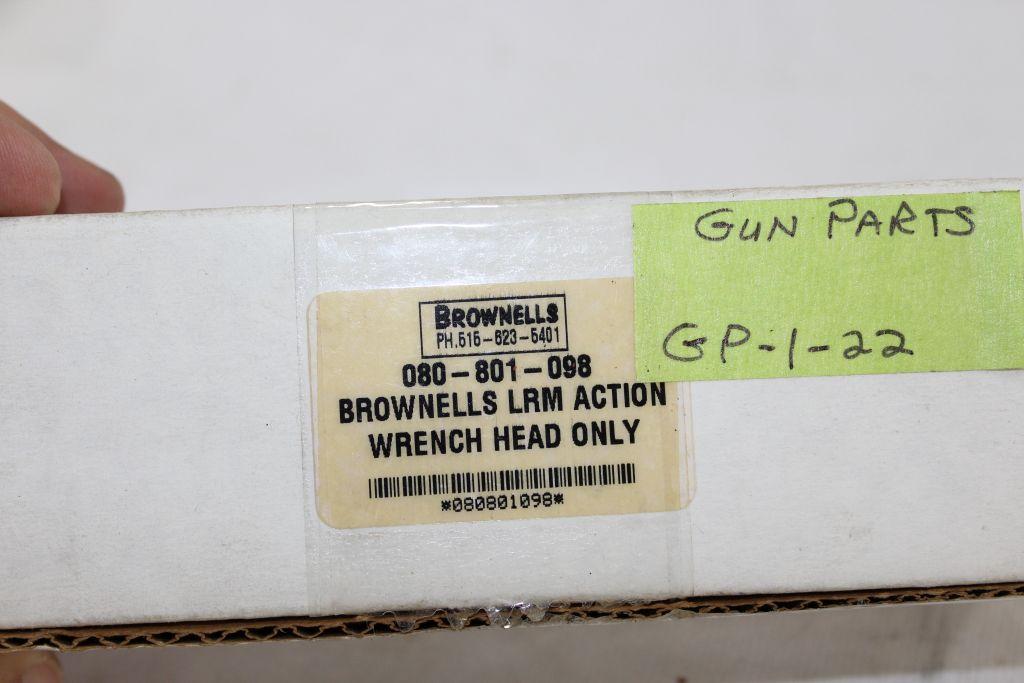 GUN PARTS
GP-1-22
BROWNELLS
PH.515-623-5401
080-801-098
BROWNELLS LRM ACTION
WRENCH HEAD ONLY
*080801098*